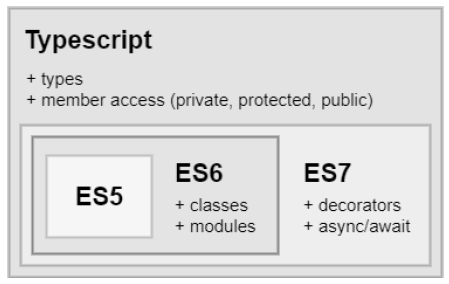 Typescript
+ types
+ member access (private, protected, public)
ES5
ES6
+ classes
+ modules
ES7
+ decorators
+ async/await